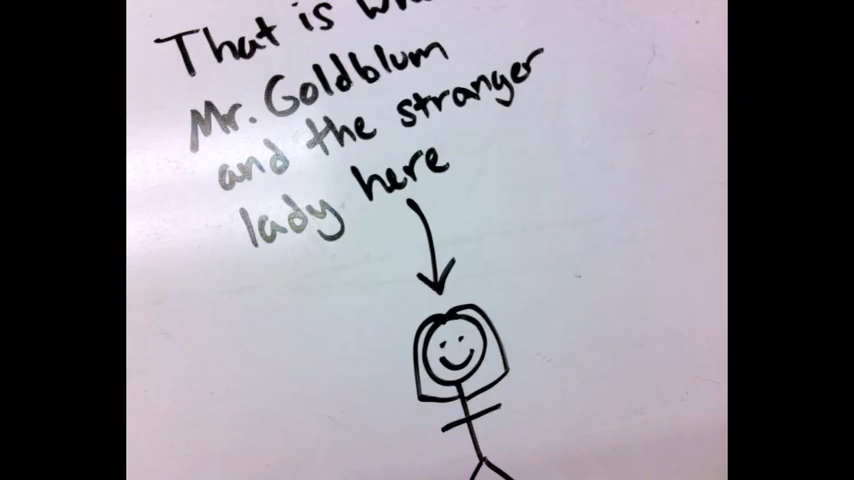 That is
Mr. Goldblum
and the stranger
lady here